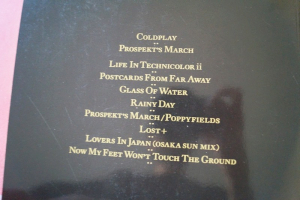 COLDPLAY
PROSPEKT'S MARCH
LIFE IN TECHNICOLOR ii
POSTCARDS FROM FAR AWAY
GLASS OF WATER
RAINY DAY
PROSPEKT'S MARCH/POPPYFIELDS
LOST+
LOVERS IN JAPAN (OSAKA SUN MIX)
NOW MY FEET WON'T TOUCH THE GROUND